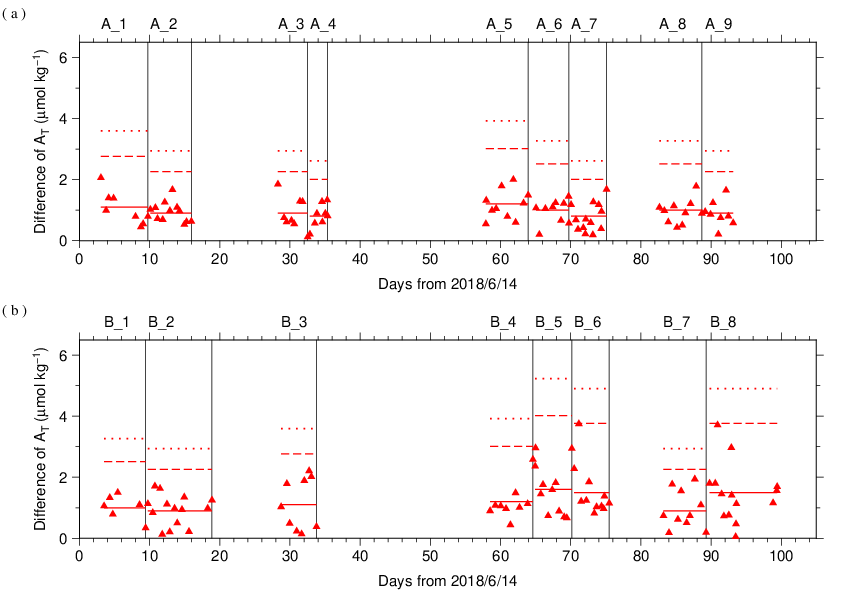 ( a )
A_1 A_2 A_3 A_4 A_5 A_6 A_7 A_8 A_9
6
4
2
0
Difference of A_T (μmol kg⁻¹)
0 10 20 30 40 50 60 70 80 90 100
Days from 2018/6/14
( b )
B_1 B_2 B_3 B_4 B_5 B_6 B_7 B_8
6
4
2
0
Difference of A_T (μmol kg⁻¹)
0 10 20 30 40 50 60 70 80 90 100
Days from 2018/6/14